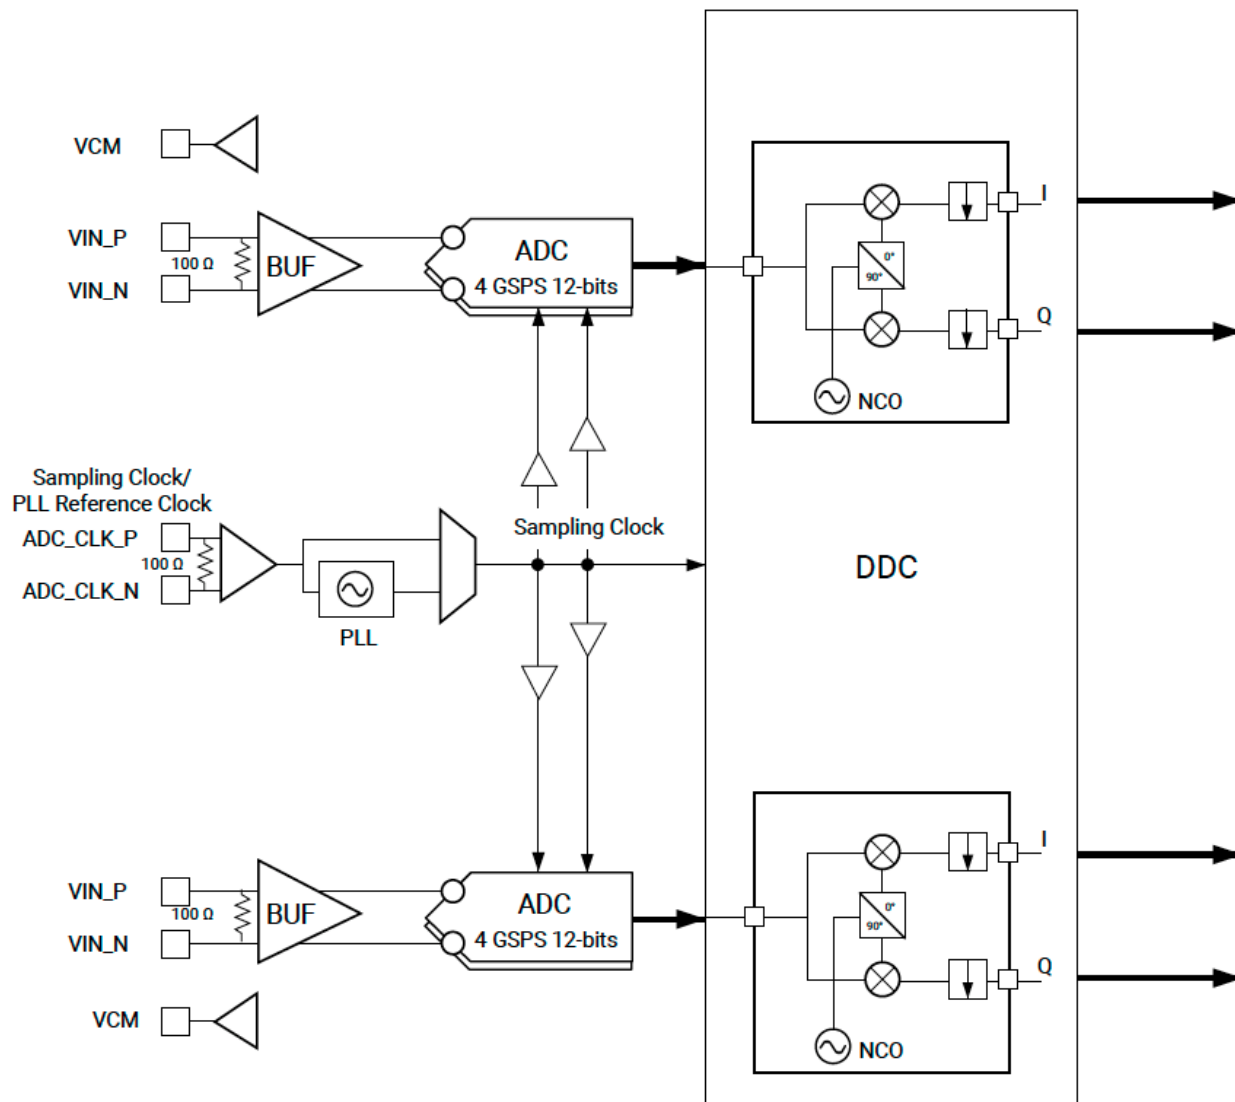 VCM
VIN_P
100 Ω
VIN_N
BUF
ADC
4 GSPS 12-bits
0°
90°
I
Q
NCO
Sampling Clock/
PLL Reference Clock
ADC_CLK_P
100 Ω
ADC_CLK_N
PLL
Sampling Clock
DDC
VIN_P
100 Ω
VIN_N
BUF
ADC
4 GSPS 12-bits
0°
90°
I
Q
NCO
VCM